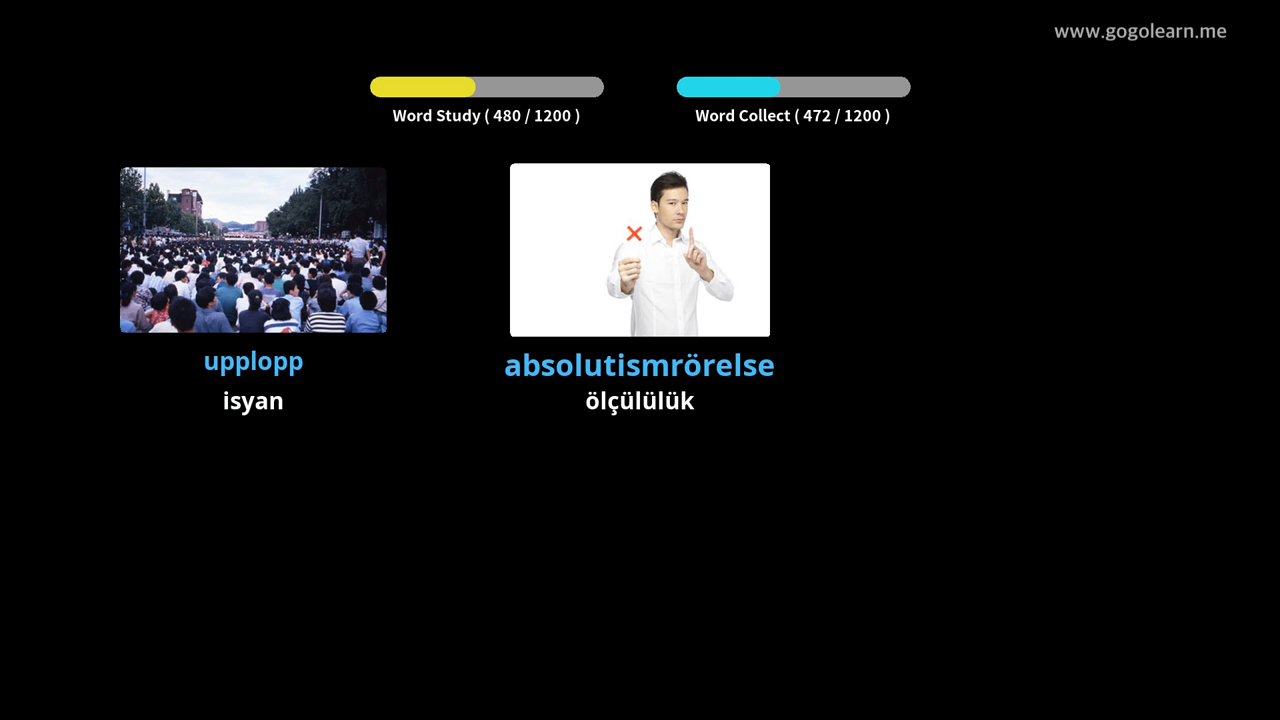 www.gogolearn.me
Word Study ( 480 / 1200 )
Word Collect ( 472 / 1200 )
upplopp
isyan
absolutismrörelse
ölçülülük